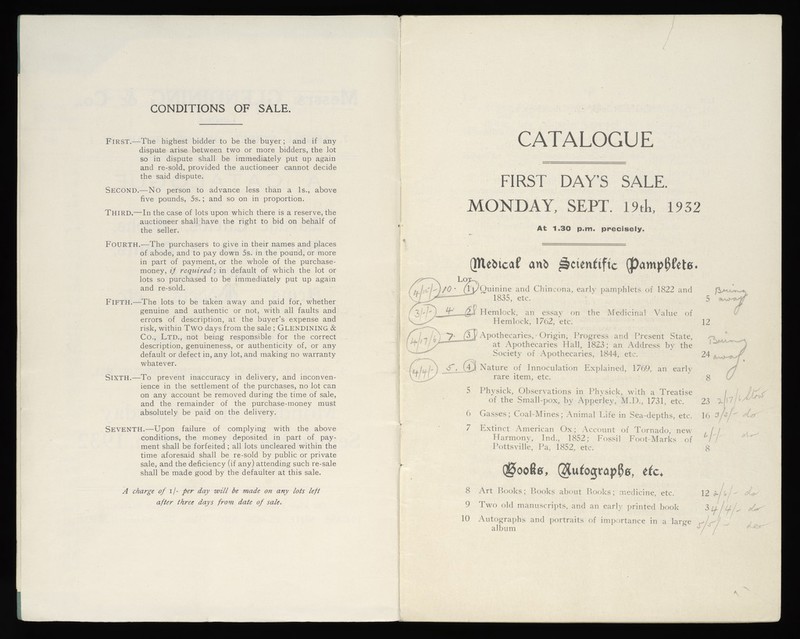 CONDITIONS OF SALE.
FIRST.—The highest bidder to be the buyer; and if any
dispute arise between two or more bidders, the lot
so in dispute shall be immediately put up again
and re-sold, provided the auctioneer cannot decide
the said dispute.
SECOND.—No person to advance less than a 1s., above
five pounds, 5s.; and so on in proportion.
THIRD.—In the case of lots upon which there is a reserve, the
auctioneer shall have the right to bid on behalf of
the seller.
FOURTH.—The purchasers to give in their names and places
of abode, and to pay down 5s. in the pound, or more
in part of payment, or the whole of the purchase-
money, if required; in default of which the lot or
lots so purchased to be immediately put up again
and re-sold.
FIFTH.—The lots to be taken away and paid for, whether
genuine and authentic or not, with all faults and
errors of description, at the buyer's expense and
risk, within TWO days from the sale; GLENDINING &
CO., LTD., not being responsible for the correct
description, genuineness, or authenticity of, or any
default or defect in, any lot, and making no warranty
whatever.
SIXTH.—To prevent inaccuracy in delivery, and inconven-
ience in the settlement of the purchases, no lot can
on any account be removed during the time of sale,
and the remainder of the purchase-money must
absolutely be paid on the delivery.
SEVENTH.—Upon failure of complying with the above
conditions, the money deposited in part of pay-
ment shall be forfeited; all lots uncleared within the
time aforesaid shall be re-sold by public or private
sale, and the deficiency (if any) attending such re-sale
shall be made good by the defaulter at this sale.
A charge of 1/- per day will be made on any lots left
after three days from date of sale.
CATALOGUE
FIRST DAY'S SALE.
MONDAY, SEPT. 19th, 1932
At 1.30 p.m. precisely.
Medical and Scientific Pamphlets.
LOT
4/5/- 10. 1 Quinine and Chincona, early pamphlets of 1822 and
1835, etc. 5
3/-/- 4 2 Hemlock, an essay on the Medicinal Value of
Hemlock, 1762, etc. 12
7. 3 Apothecaries, Origin, Progress and Present State,
at Apothecaries Hall, 1823; an Address by the
Society of Apothecaries, 1844, etc. 24
4/4/- 5. 4 Nature of Innoculation Explained, 1769, an early
rare item, etc. 8
5 Physick, Observations in Physick, with a Treatise
of the Small-pox, by Apperley, M.D., 1731, etc. 23
6 Gasses; Coal-Mines; Animal Life in Sea-depths, etc. 16
7 Extinct American Ox; Account of Tornado, new
Harmony, Ind., 1852; Fossil Foot-Marks of
Pottsville, Pa, 1852, etc. 8
Books, Autographs, etc.
8 Art Books; Books about Books; medicine, etc. 12
9 Two old manuscripts, and an early printed book 3
10 Autographs and portraits of importance in a large
album